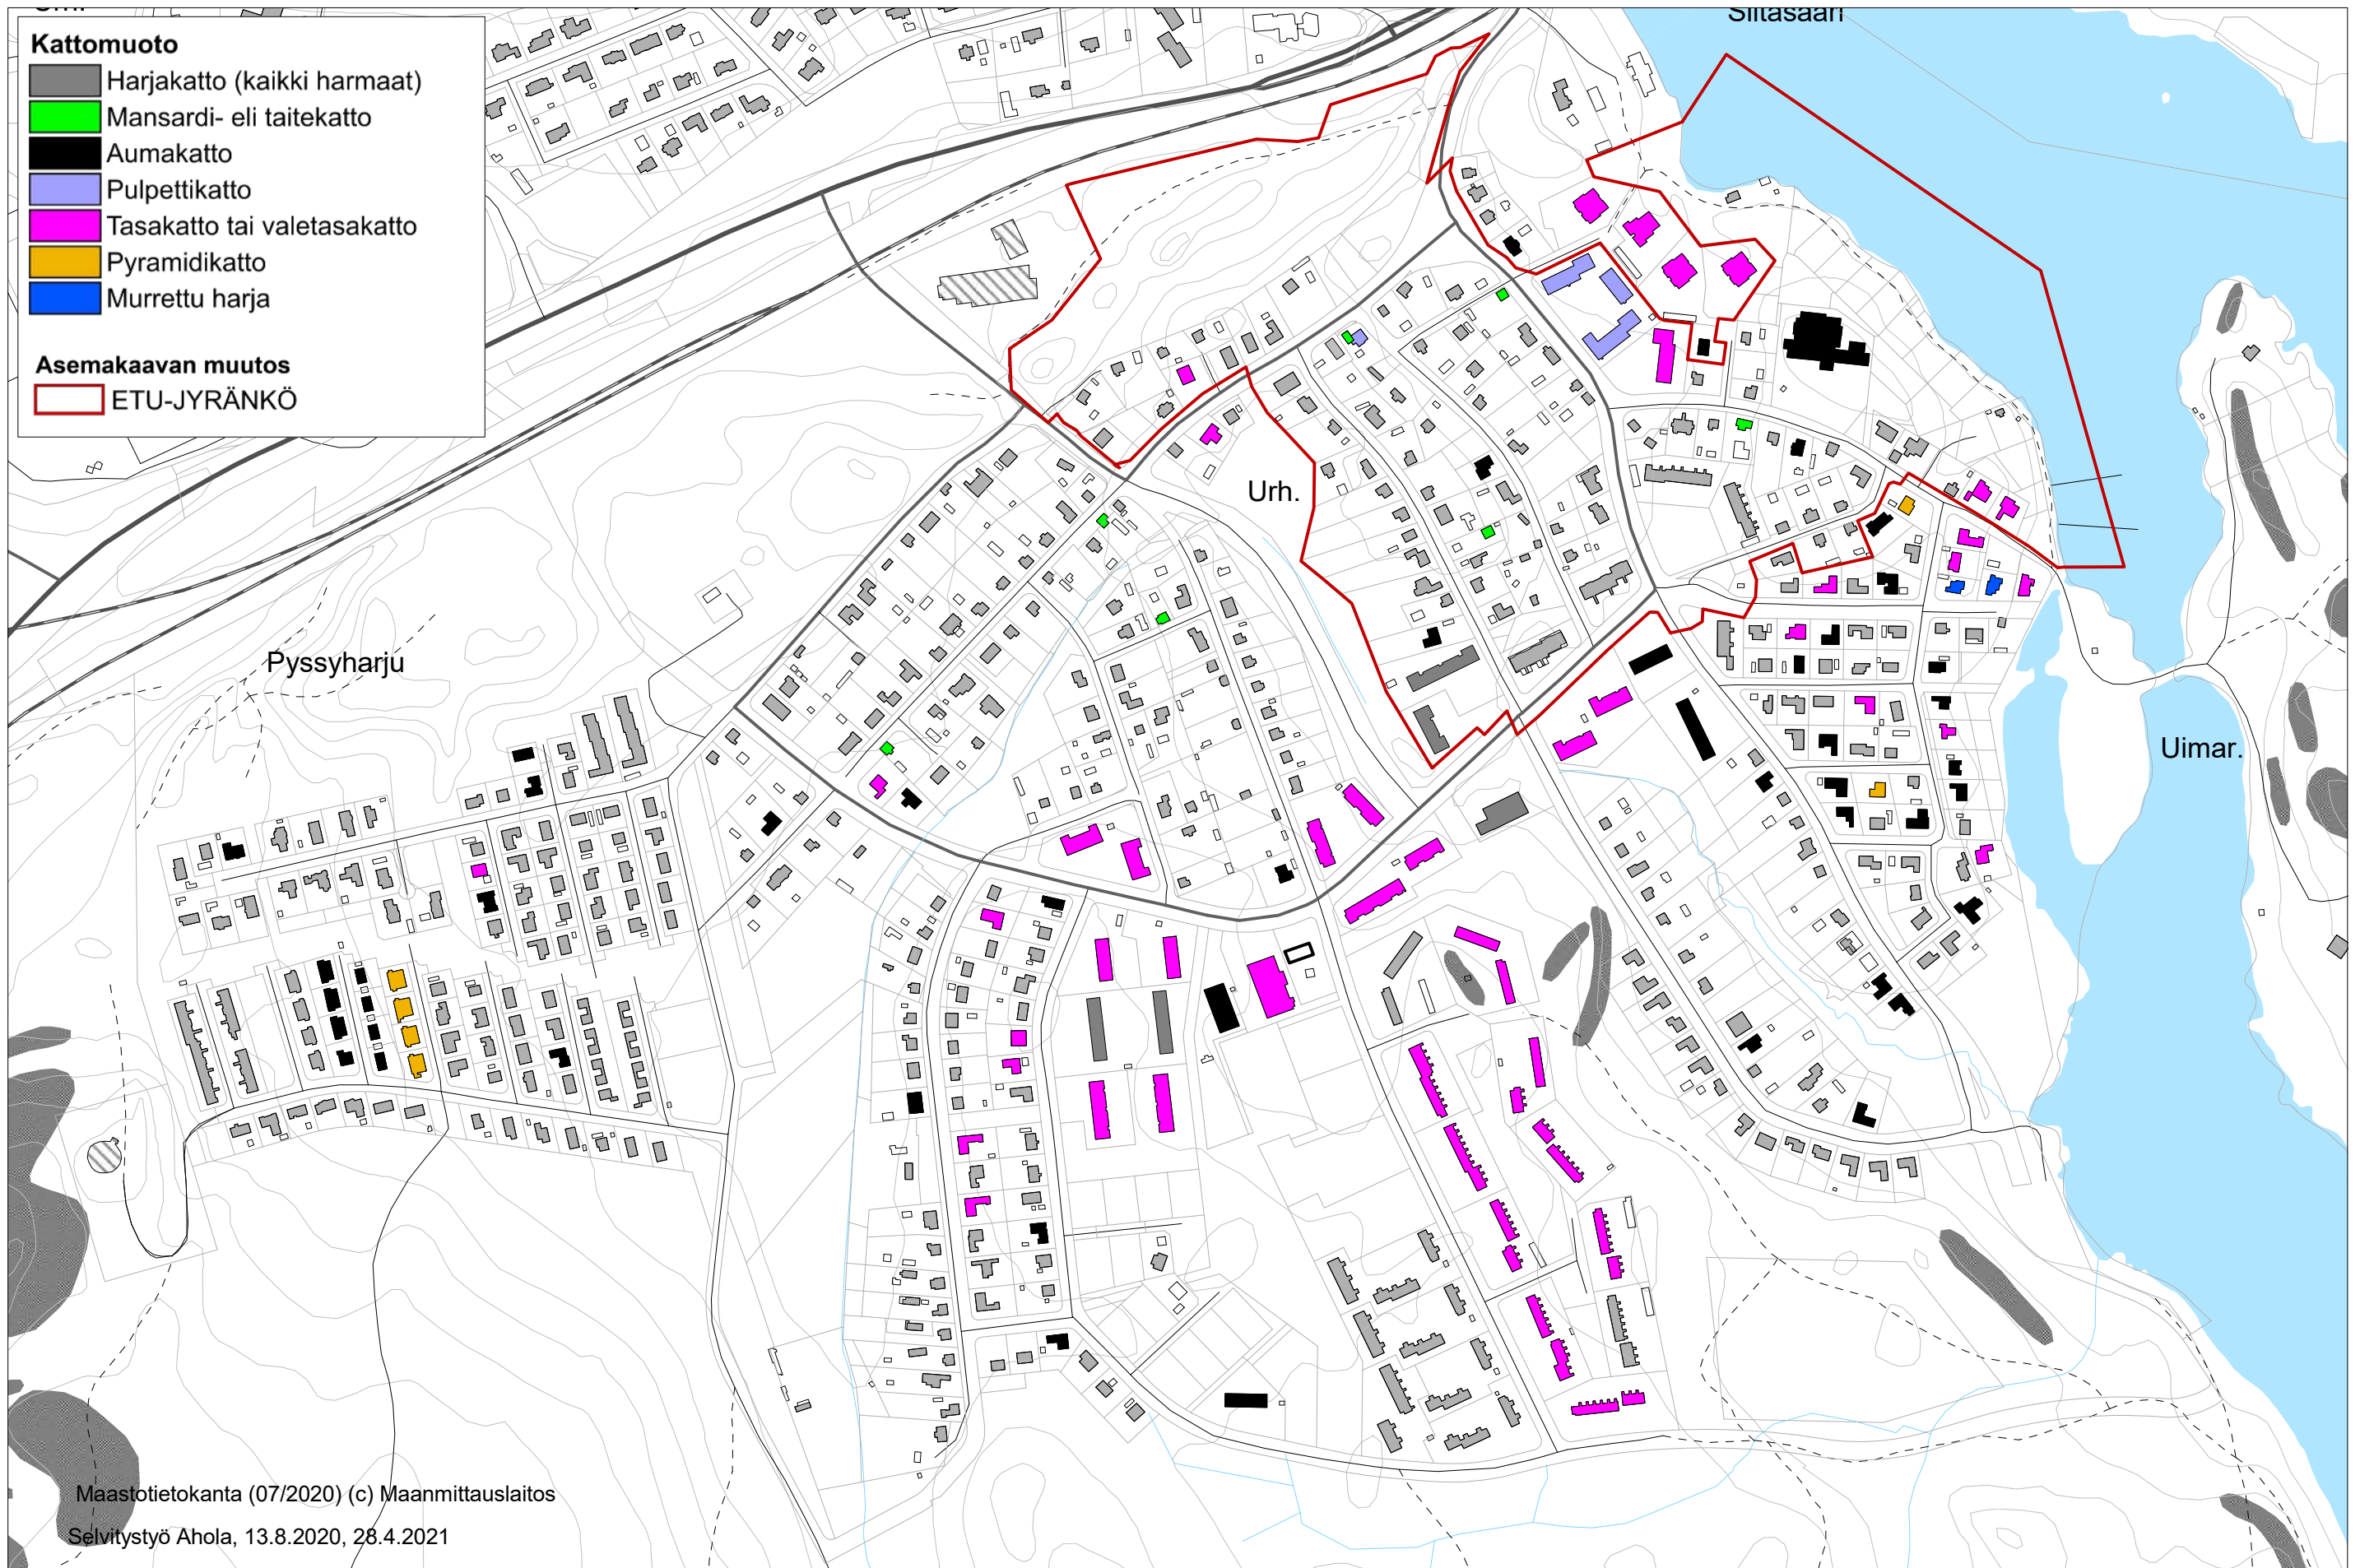 Kattomuoto
Harjakatto (kaikki harmaat)
Mansardi- eli taitekatto
Aumakatto
Pulpettikatto
Tasakatto tai valetasakatto
Pyramidikatto
Murrettu harja
Asemakaavan muutos
ETU-JYRÄNKÖ
Siltasaari
Urh.
Pyssyharju
Uimar.
Maastotietokanta (07/2020) (c) Maanmittauslaitos
Selvitystyö Ahola, 13.8.2020, 28.4.2021